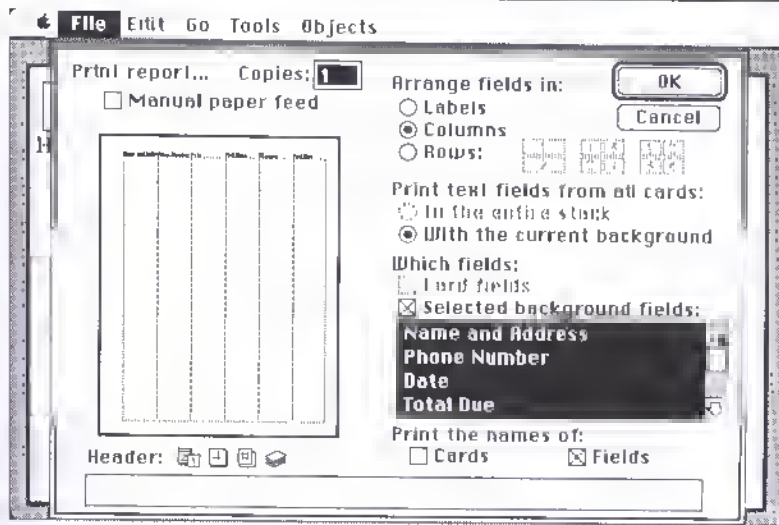 File Edit Go Tools Objects
Print report... Copies: 1
Manual paper feed
Arrange fields in:
Labels
Columns
Rows:
OK
Cancel
Print text fields from all cards:
In the entire stack
With the current background
Which fields:
Card fields
Selected background fields:
Name and Address
Phone Number
Date
Total Due
Print the names of:
Cards Fields
Header: